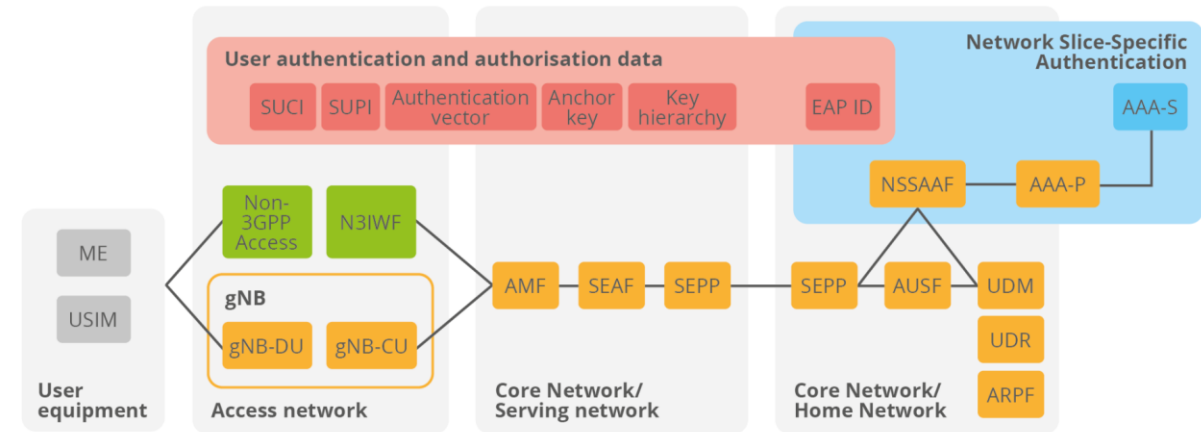 User authentication and authorisation data
SUCI
SUPI
Authentication
vector
Anchor
key
Key
hierarchy
EAP ID
Network Slice-Specific
Authentication
AAA-S
NSSAAF
AAA-P
ME
USIM
User
equipment
Non-
3GPP
Access
N3IWF
gNB
gNB-DU
gNB-CU
Access network
AMF
SEAF
SEPP
Core Network/
Serving network
SEPP
AUSF
UDM
UDR
ARPF
Core Network/
Home Network